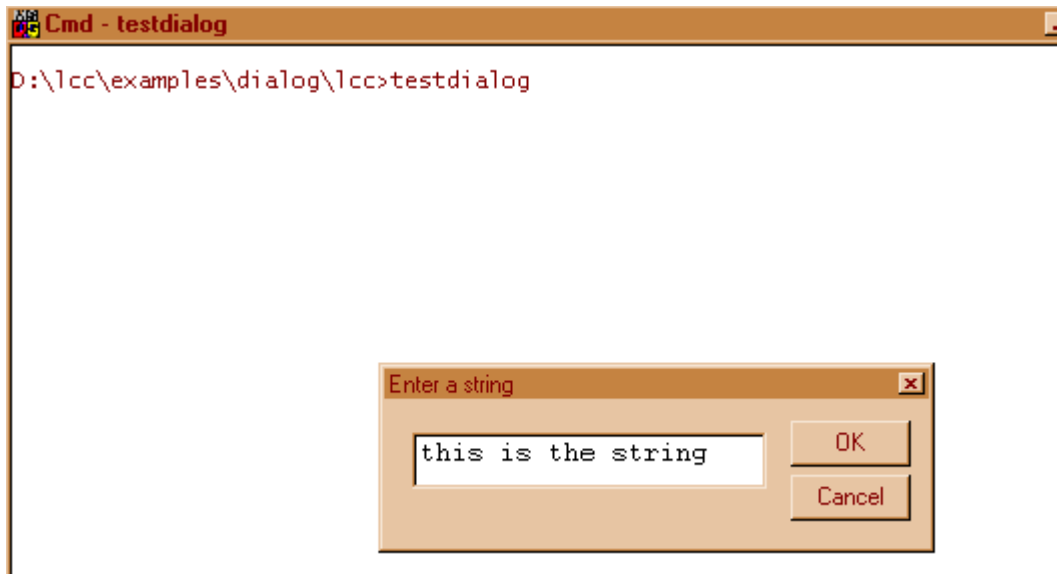 Cmd - testdialog
D:\lcc\examples\dialog\lcc>testdialog
Enter a string
this is the string
OK
Cancel